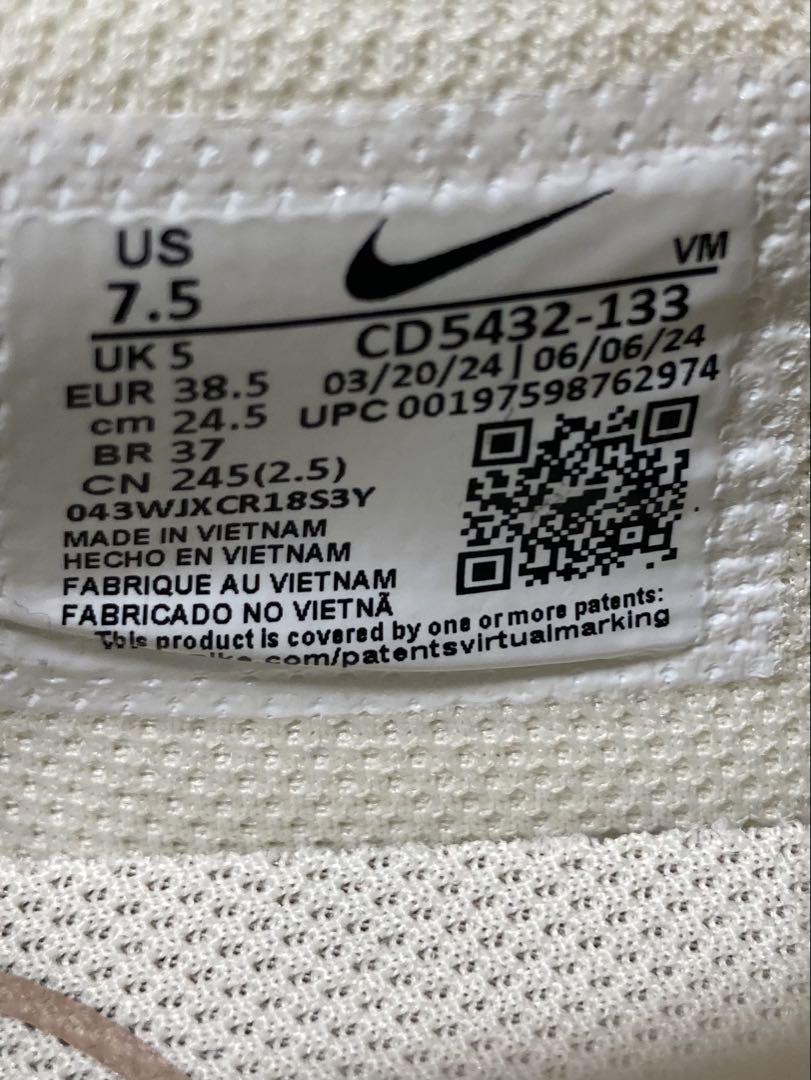 US
7.5
VM
UK 5
EUR 38.5
cm 24.5
BR 37
CN 245(2.5)
CD5432-133
03/20/24 | 06/06/24
UPC 00197598762974
043WJXCR18S3Y
MADE IN VIETNAM
HECHO EN VIETNAM
FABRIQUE AU VIETNAM
FABRICADO NO VIETNÃ
This product is covered by one or more patents:
.com/patentsvirtualmarking